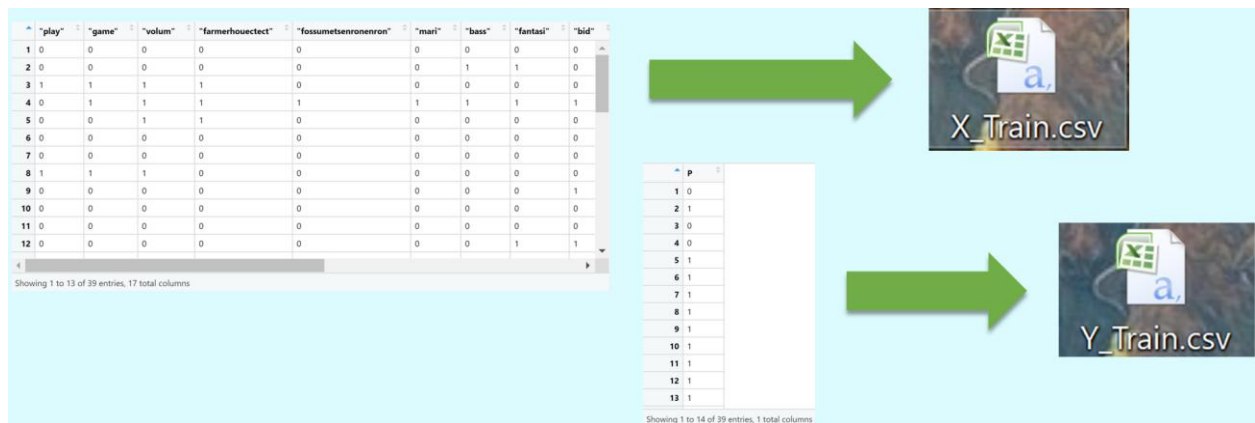 "play" "game" "volum" "farmerhouectect" "fossumetsenronenron" "mari" "bass" "fantasi" "bid"
1 0 0 0 0 0 0 0 0 0
2 0 0 0 0 0 0 1 1 0
3 1 1 1 1 0 0 0 0 0
4 0 1 1 1 1 1 1 1 1
5 0 0 1 1 0 0 0 0 0
6 0 0 0 0 0 0 0 0 0
7 0 0 0 0 0 0 0 0 0
8 1 1 1 0 0 0 0 0 0
9 0 0 0 0 0 0 0 0 1
10 0 0 0 0 0 0 0 0 0
11 0 0 0 0 0 0 0 0 0
12 0 0 0 0 0 0 0 1 1
Showing 1 to 13 of 39 entries, 17 total columns
a,
X_Train.csv
P
1 0
2 1
3 0
4 0
5 1
6 1
7 1
8 1
9 1
10 1
11 1
12 1
13 1
Showing 1 to 14 of 39 entries, 1 total columns
a,
Y_Train.csv